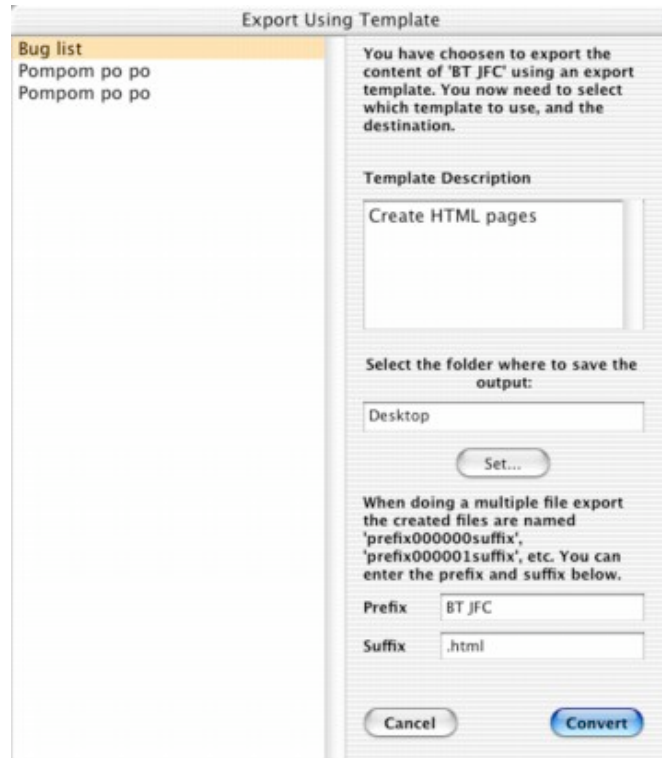 Export Using Template
Bug list
Pompom po po
Pompom po po
You have choosen to export the
content of 'BT JFC' using an export
template. You now need to select
which template to use, and the
destination.
Template Description
Create HTML pages
Select the folder where to save the
output:
Desktop
Set...
When doing a multiple file export
the created files are named
'prefix000000suffix',
'prefix000001suffix', etc. You can
enter the prefix and suffix below.
Prefix BT JFC
Suffix .html
Cancel Convert